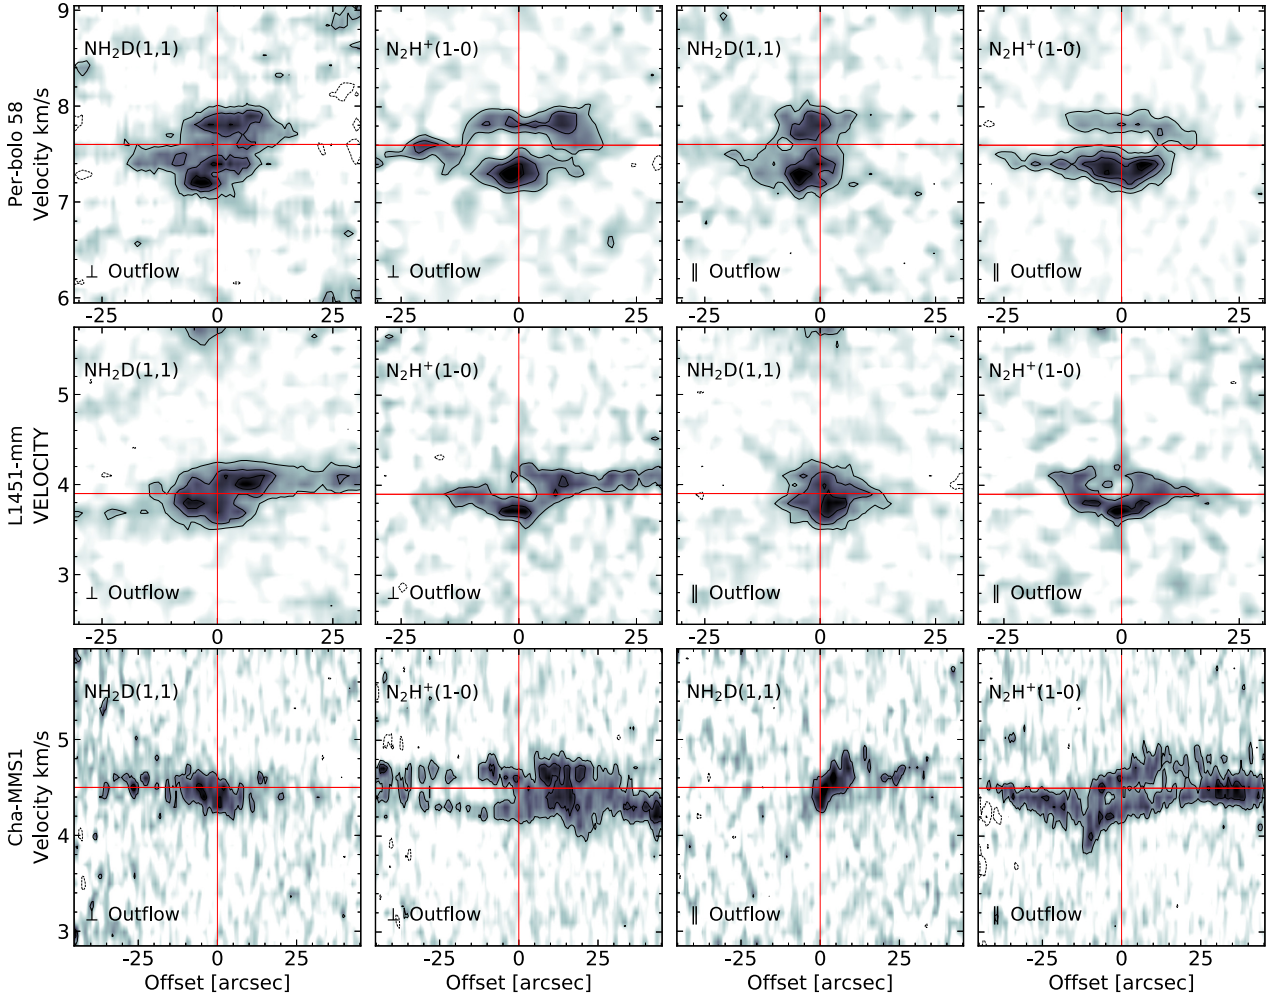 Per-bolo 58
Velocity km/s
9
8
7
6
NH₂D(1,1)
⊥ Outflow
-25 0 25
N₂H⁺(1-0)
⊥ Outflow
-25 0 25
NH₂D(1,1)
∥ Outflow
-25 0 25
N₂H⁺(1-0)
∥ Outflow
-25 0 25
L1451-mm
VELOCITY
5
4
3
NH₂D(1,1)
⊥ Outflow
-25 0 25
N₂H⁺(1-0)
⊥ Outflow
-25 0 25
NH₂D(1,1)
∥ Outflow
-25 0 25
N₂H⁺(1-0)
∥ Outflow
-25 0 25
Cha-MMS1
Velocity km/s
5
4
3
NH₂D(1,1)
⊥ Outflow
-25 0 25
Offset [arcsec]
N₂H⁺(1-0)
⊥ Outflow
-25 0 25
Offset [arcsec]
NH₂D(1,1)
∥ Outflow
-25 0 25
Offset [arcsec]
N₂H⁺(1-0)
∥ Outflow
-25 0 25
Offset [arcsec]